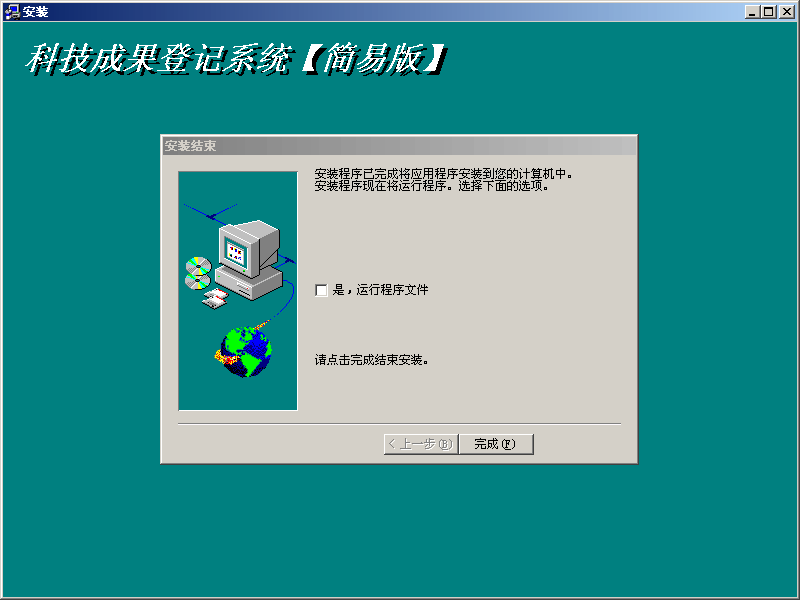 安装
科技成果登记系统【简易版】
安装结束
安装程序已完成将应用程序安装到您的计算机中。
安装程序现在将运行程序。选择下面的选项。
是，运行程序文件
请点击完成结束安装。
< 上一步(B)
完成(F)